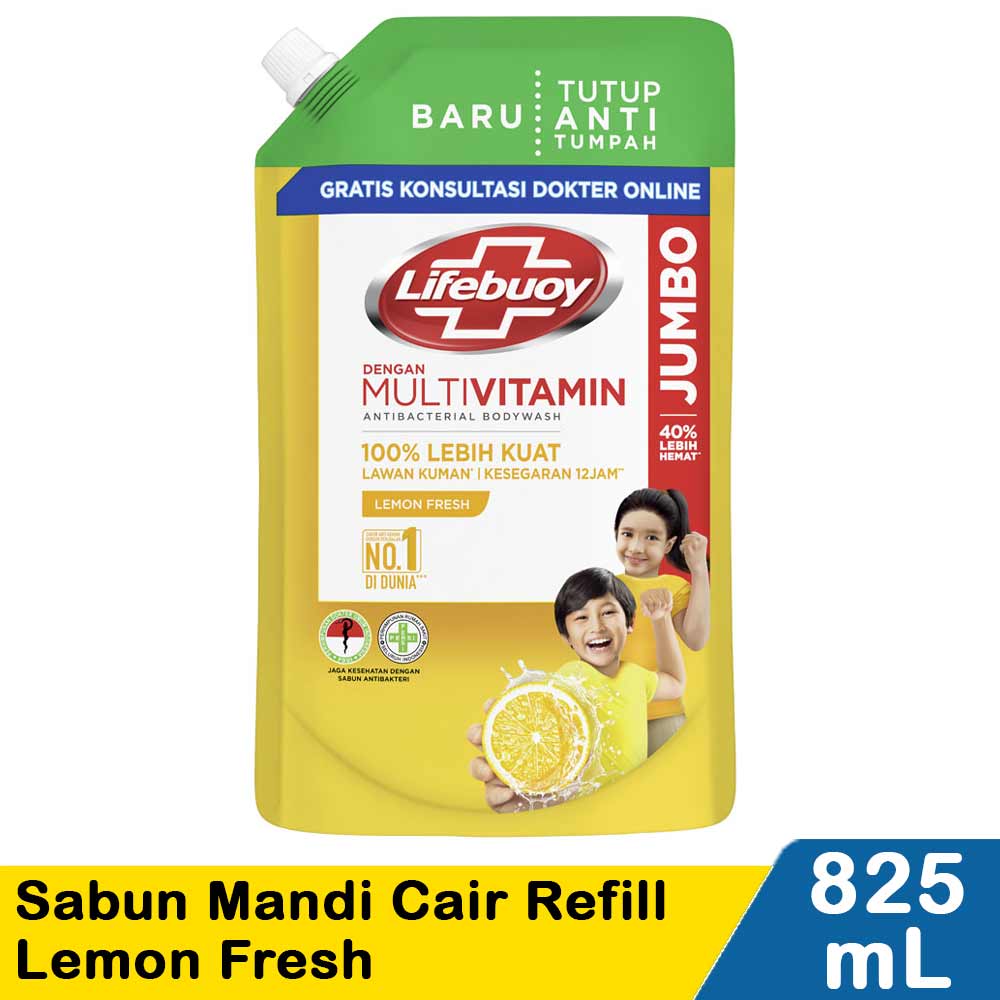 BARU
TUTUP
ANTI
TUMPAH
GRATIS KONSULTASI DOKTER ONLINE
Lifebuoy
JUMBO
40%
LEBIH
HEMAT*
DENGAN
MULTIVITAMIN
ANTIBACTERIAL BODYWASH
100% LEBIH KUAT
LAWAN KUMAN* | KESEGARAN 12JAM**
LEMON FRESH
NO.1
DI DUNIA***
PERSI
JAGA KESEHATAN DENGAN
SABUN ANTIBAKTERI
Sabun Mandi Cair Refill
Lemon Fresh
825
mL